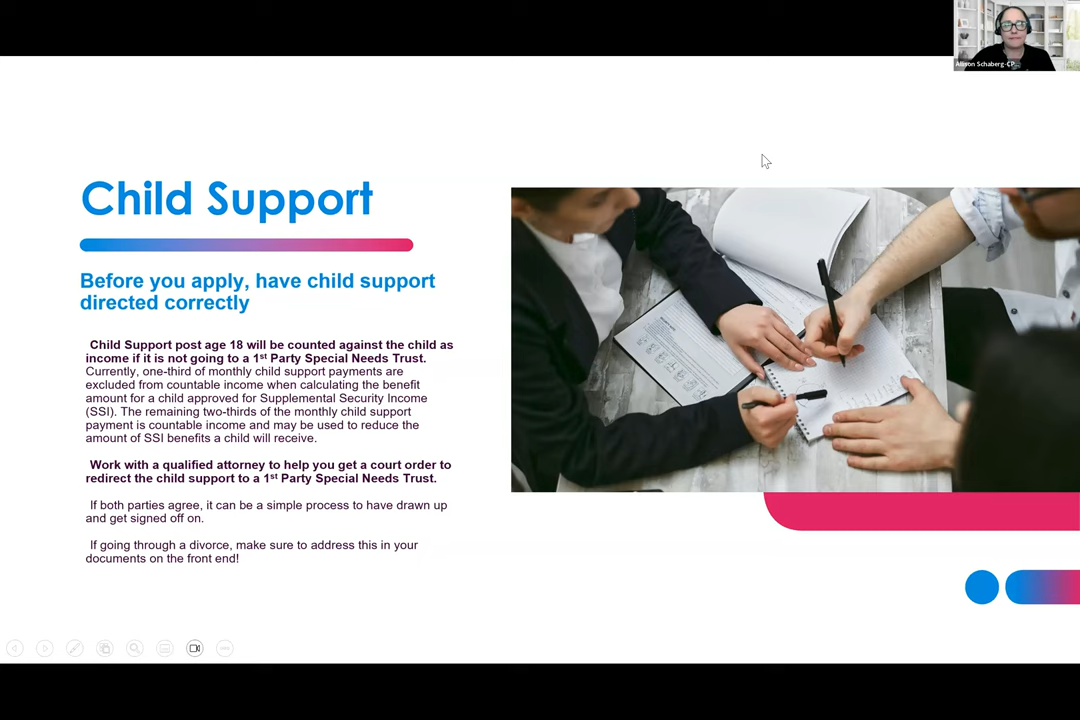 Allison Schaberg-CP...
Child Support
Before you apply, have child support
directed correctly
Child Support post age 18 will be counted against the child as
income if it is not going to a 1st Party Special Needs Trust.
Currently, one-third of monthly child support payments are
excluded from countable income when calculating the benefit
amount for a child approved for Supplemental Security Income
(SSI). The remaining two-thirds of the monthly child support
payment is countable income and may be used to reduce the
amount of SSI benefits a child will receive.
Work with a qualified attorney to help you get a court order to
redirect the child support to a 1st Party Special Needs Trust.
If both parties agree, it can be a simple process to have drawn up
and get signed off on.
If going through a divorce, make sure to address this in your
documents on the front end!